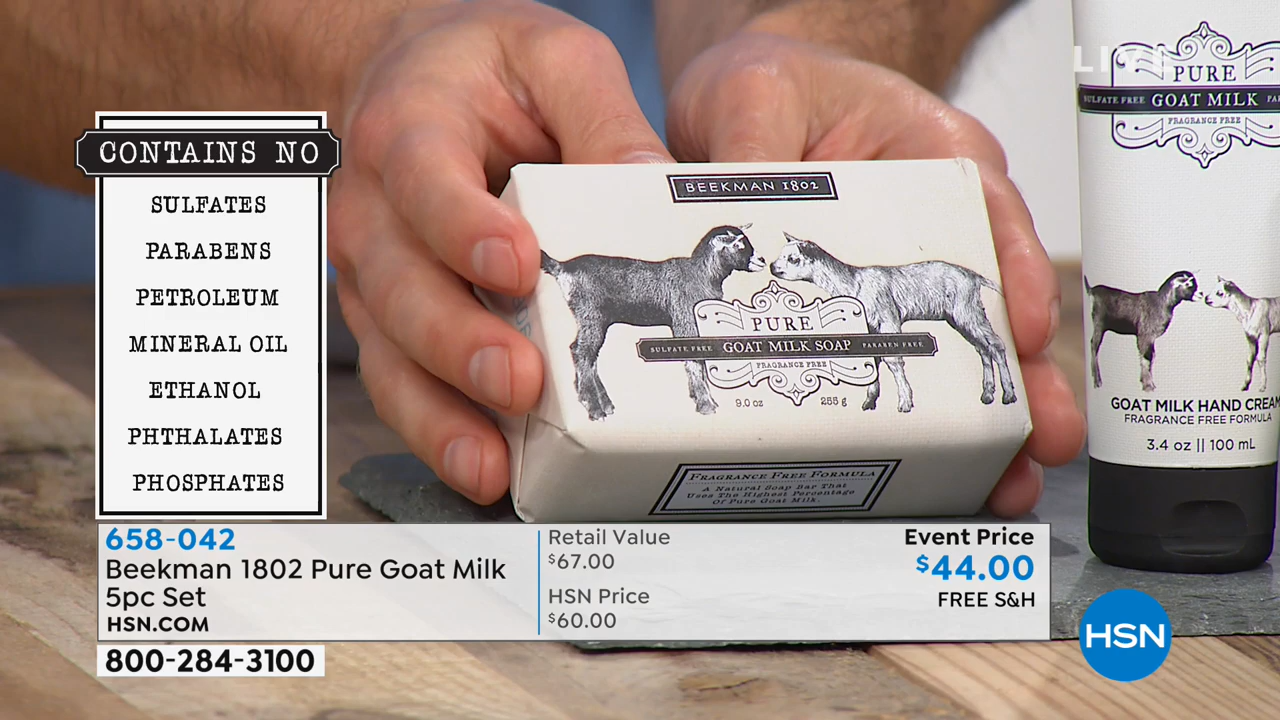 CONTAINS NO
SULFATES
PARABENS
PETROLEUM
MINERAL OIL
ETHANOL
PHTHALATES
PHOSPHATES
BEEKMAN 1802
PURE
SULFATE FREE GOAT MILK SOAP PARABEN FREE
FRAGRANCE FREE
9.0 oz 255 g
FRAGRANCE FREE FORMULA
A Natural Soap Bar That
Uses The Highest Percentage
Of Pure Goat Milk.
LIVE
PURE
SULFATE FREE GOAT MILK PA
FRAGRANCE FREE
GOAT MILK HAND CREAM
FRAGRANCE FREE FORMULA
3.4 oz || 100 mL
658-042
Beekman 1802 Pure Goat Milk
5pc Set
HSN.COM
Retail Value
$67.00
HSN Price
$60.00
Event Price
$44.00
FREE S&H
800-284-3100
HSN